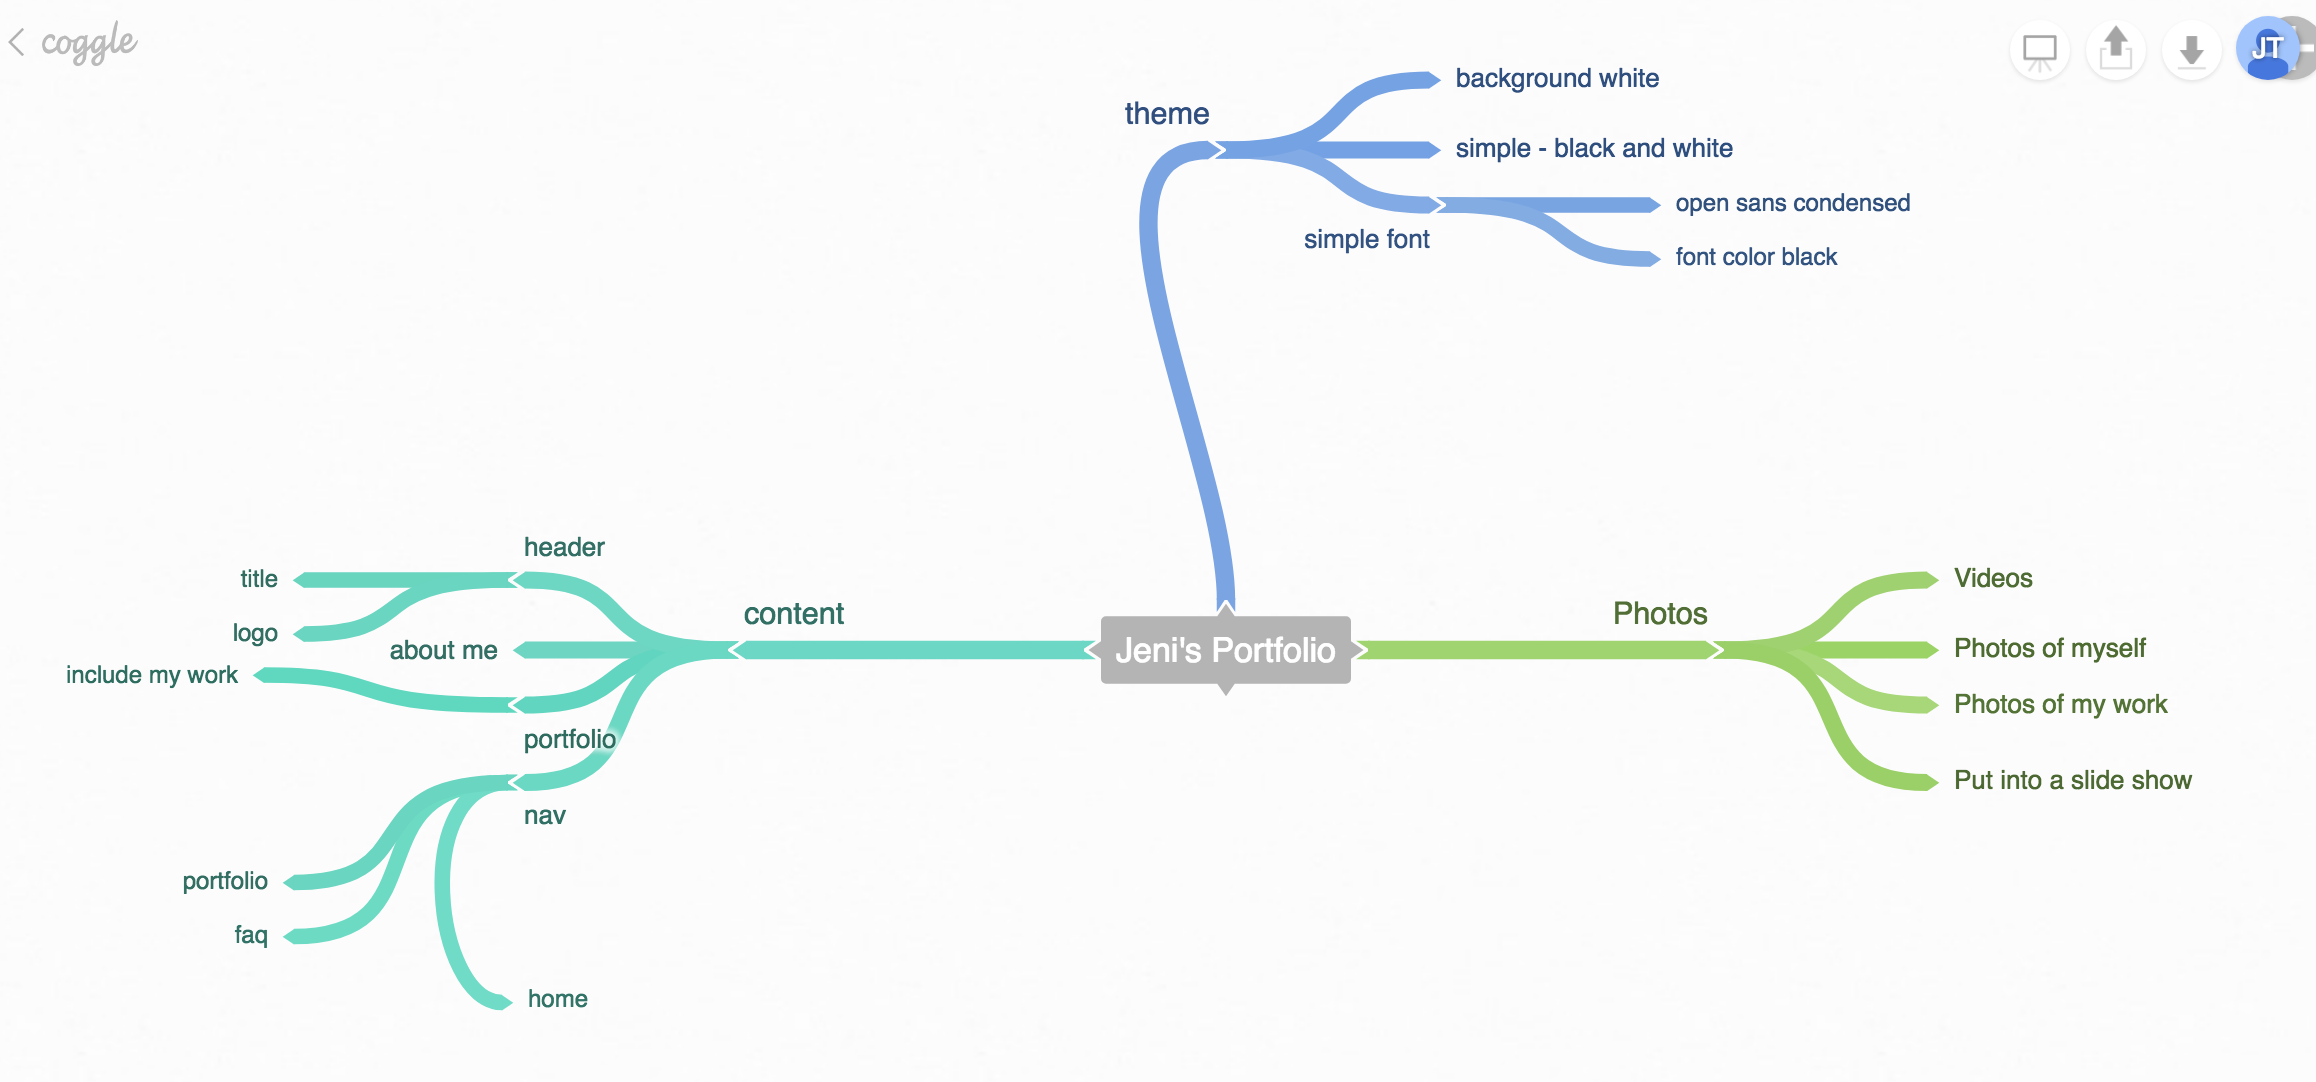 coggle
JT
theme
background white
simple - black and white
simple font
open sans condensed
font color black
Jeni's Portfolio
content
header
title
logo
about me
include my work
portfolio
nav
portfolio
faq
home
Photos
Videos
Photos of myself
Photos of my work
Put into a slide show